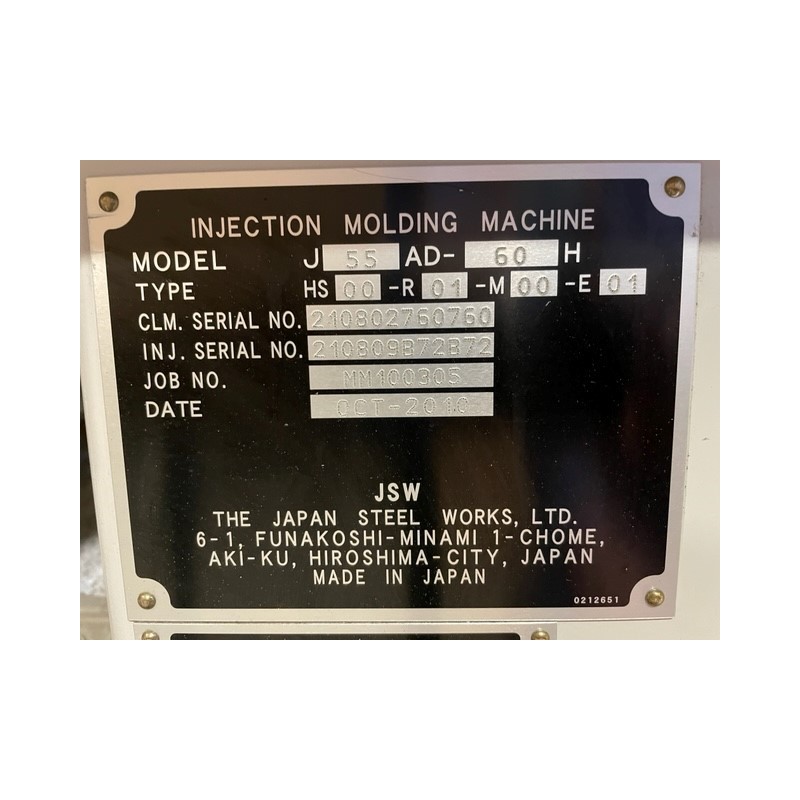 INJECTION MOLDING MACHINE
MODEL J 55 AD- 60 H
TYPE HS 00 -R 01 -M 00 -E 01
CLM. SERIAL NO. 210802760760
INJ. SERIAL NO. 210809B72B72
JOB NO. MM100305
DATE OCT-2010
JSW
THE JAPAN STEEL WORKS, LTD.
6-1, FUNAKOSHI-MINAMI 1-CHOME,
AKI-KU, HIROSHIMA-CITY, JAPAN
MADE IN JAPAN
0212651